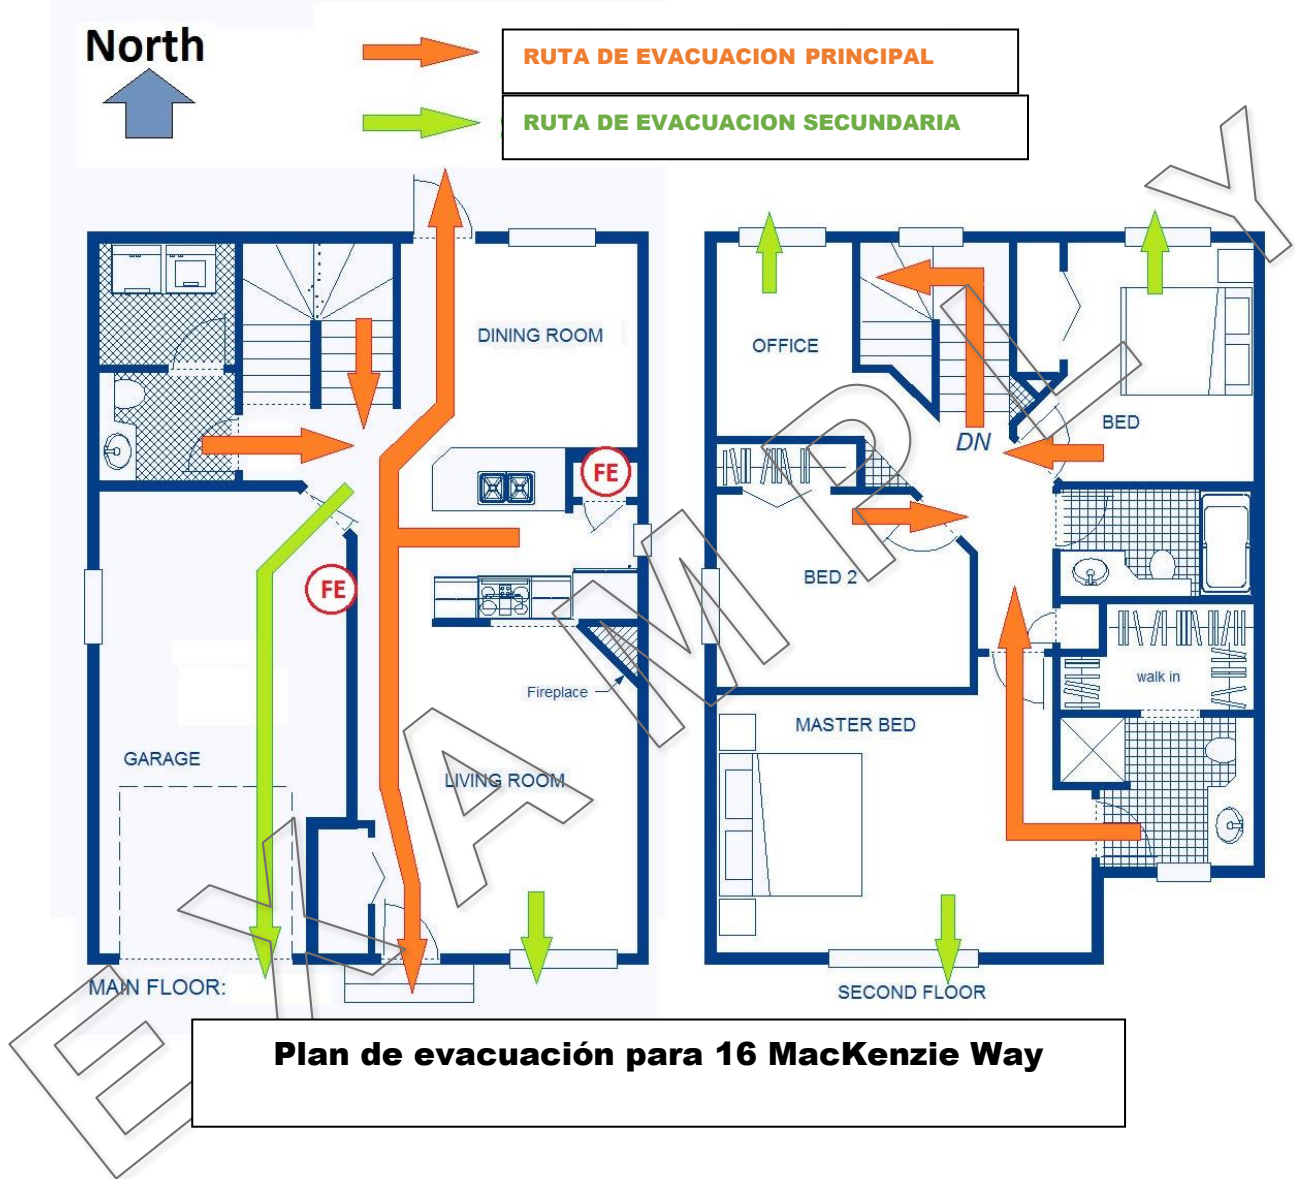 North
RUTA DE EVACUACION PRINCIPAL
RUTA DE EVACUACION SECUNDARIA
DINING ROOM
FE
FE
Fireplace
GARAGE
LIVING ROOM
MAIN FLOOR:
OFFICE
DN
BED
BED 2
walk in
MASTER BED
SECOND FLOOR
EXAMPLY
Plan de evacuación para 16 MacKenzie Way